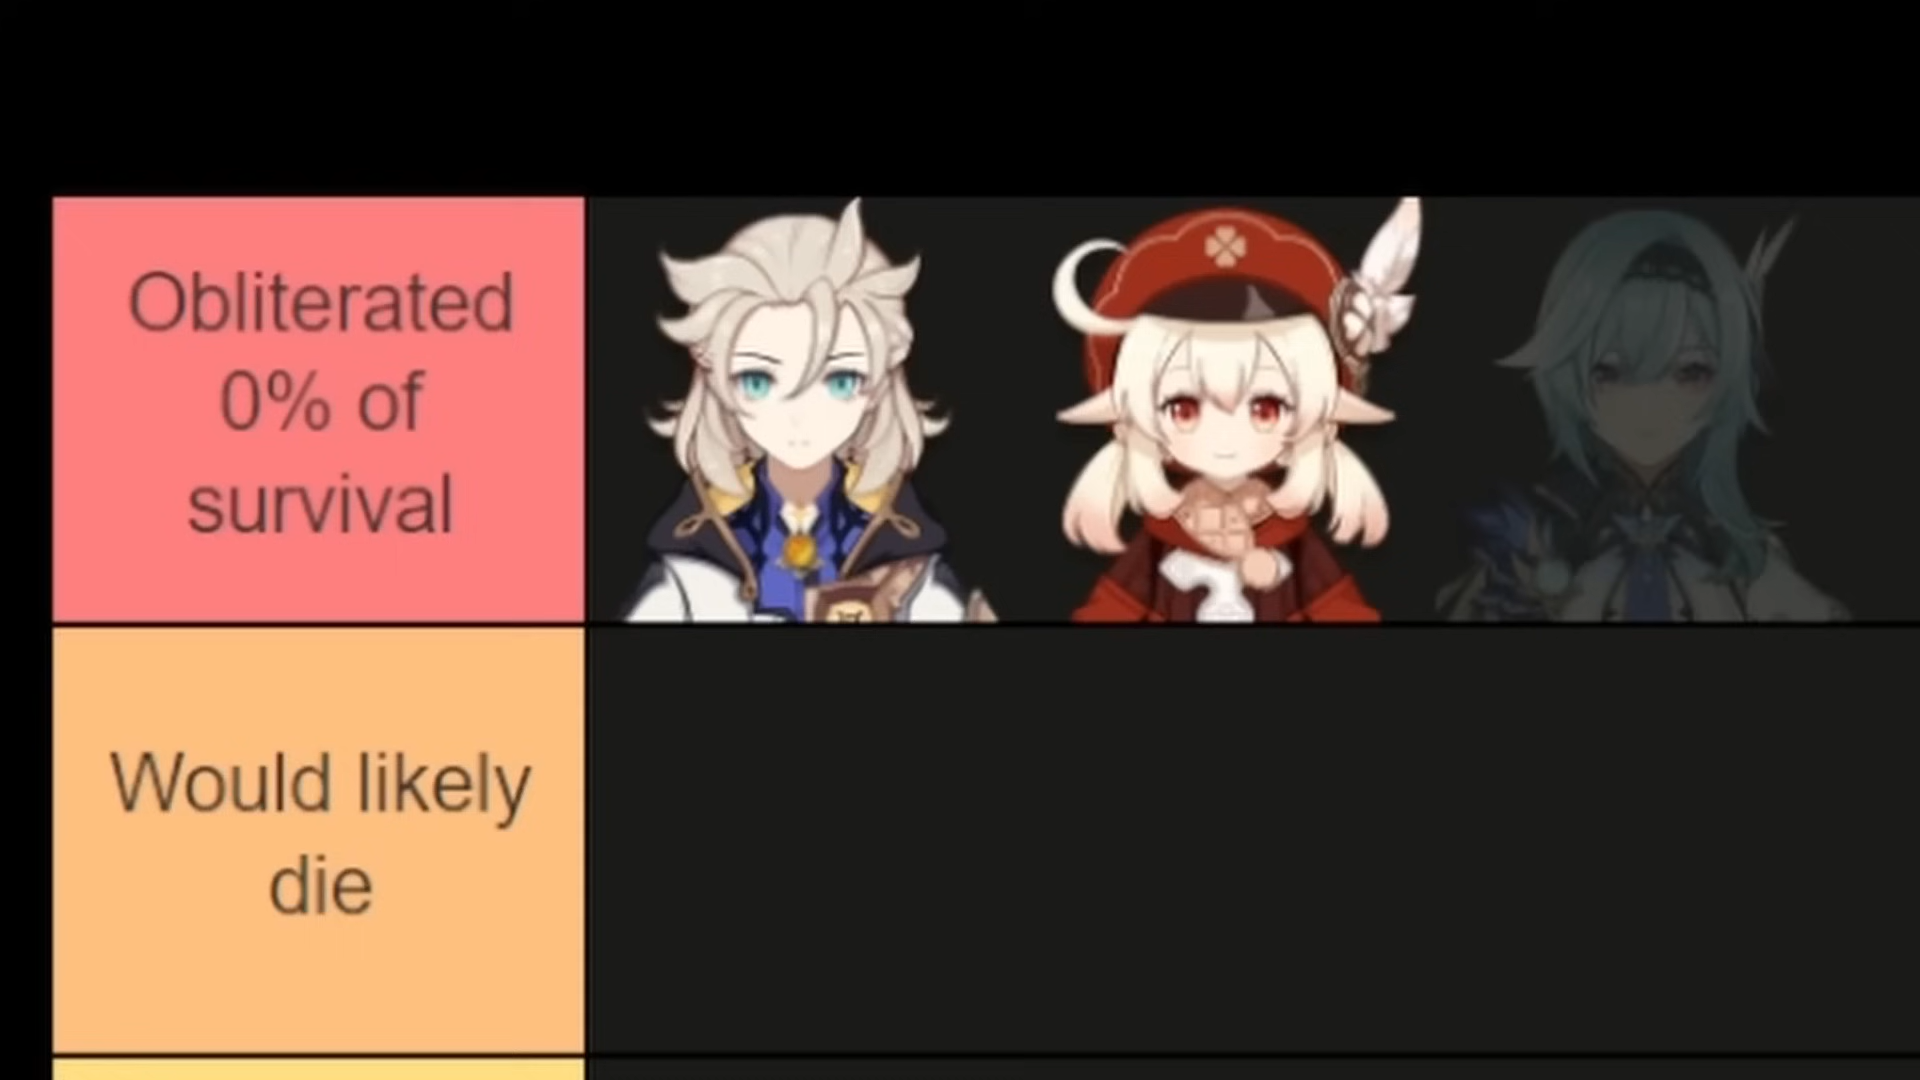 Obliterated
0% of
survival
Would likely
die